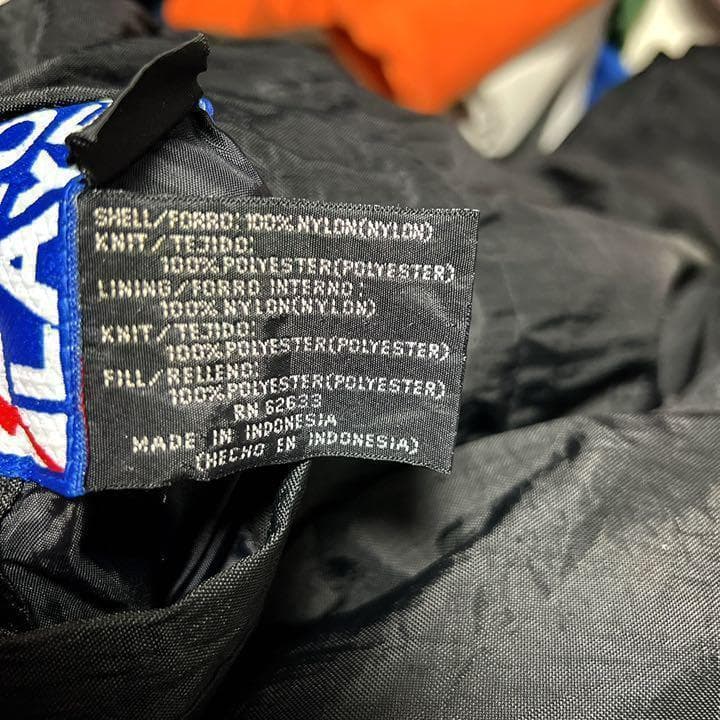 LAY
SHELL/FORRO: 100% NYLON(NYLON)
KNIT/TEJIDO:
100% POLYESTER(POLYESTER)
LINING/FORRO INTERNO:
100% NYLON(NYLON)
KNIT/TEJIDO:
100% POLYESTER(POLYESTER)
FILL/RELLENO:
100% POLYESTER(POLYESTER)
RN 62633
MADE IN INDONESIA
(HECHO EN INDONESIA)